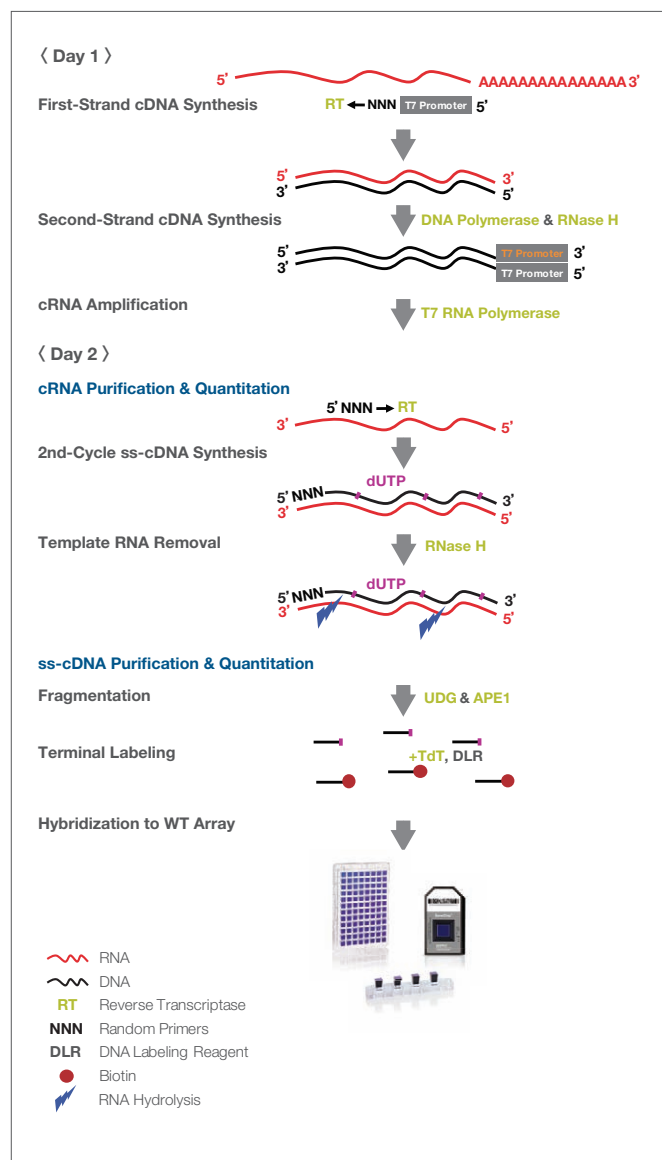 〈 Day 1 〉
5’ AAAAAAAAAAAAAAA 3’
First-Strand cDNA Synthesis RT NNN T7 Promoter 5’
5’ 3’
3’ 5’
Second-Strand cDNA Synthesis DNA Polymerase & RNase H
5’ T7 Promoter 3’
3’ T7 Promoter 5’
cRNA Amplification T7 RNA Polymerase
〈 Day 2 〉
cRNA Purification & Quantitation
5’ NNN RT
3’ 5’
2nd-Cycle ss-cDNA Synthesis
dUTP
5’ NNN 3’
3’ 5’
Template RNA Removal RNase H
dUTP
5’ NNN 3’
3’ 5’
ss-cDNA Purification & Quantitation
Fragmentation UDG & APE1
Terminal Labeling +TdT, DLR
Hybridization to WT Array
RNA
DNA
RT Reverse Transcriptase
NNN Random Primers
DLR DNA Labeling Reagent
Biotin
RNA Hydrolysis